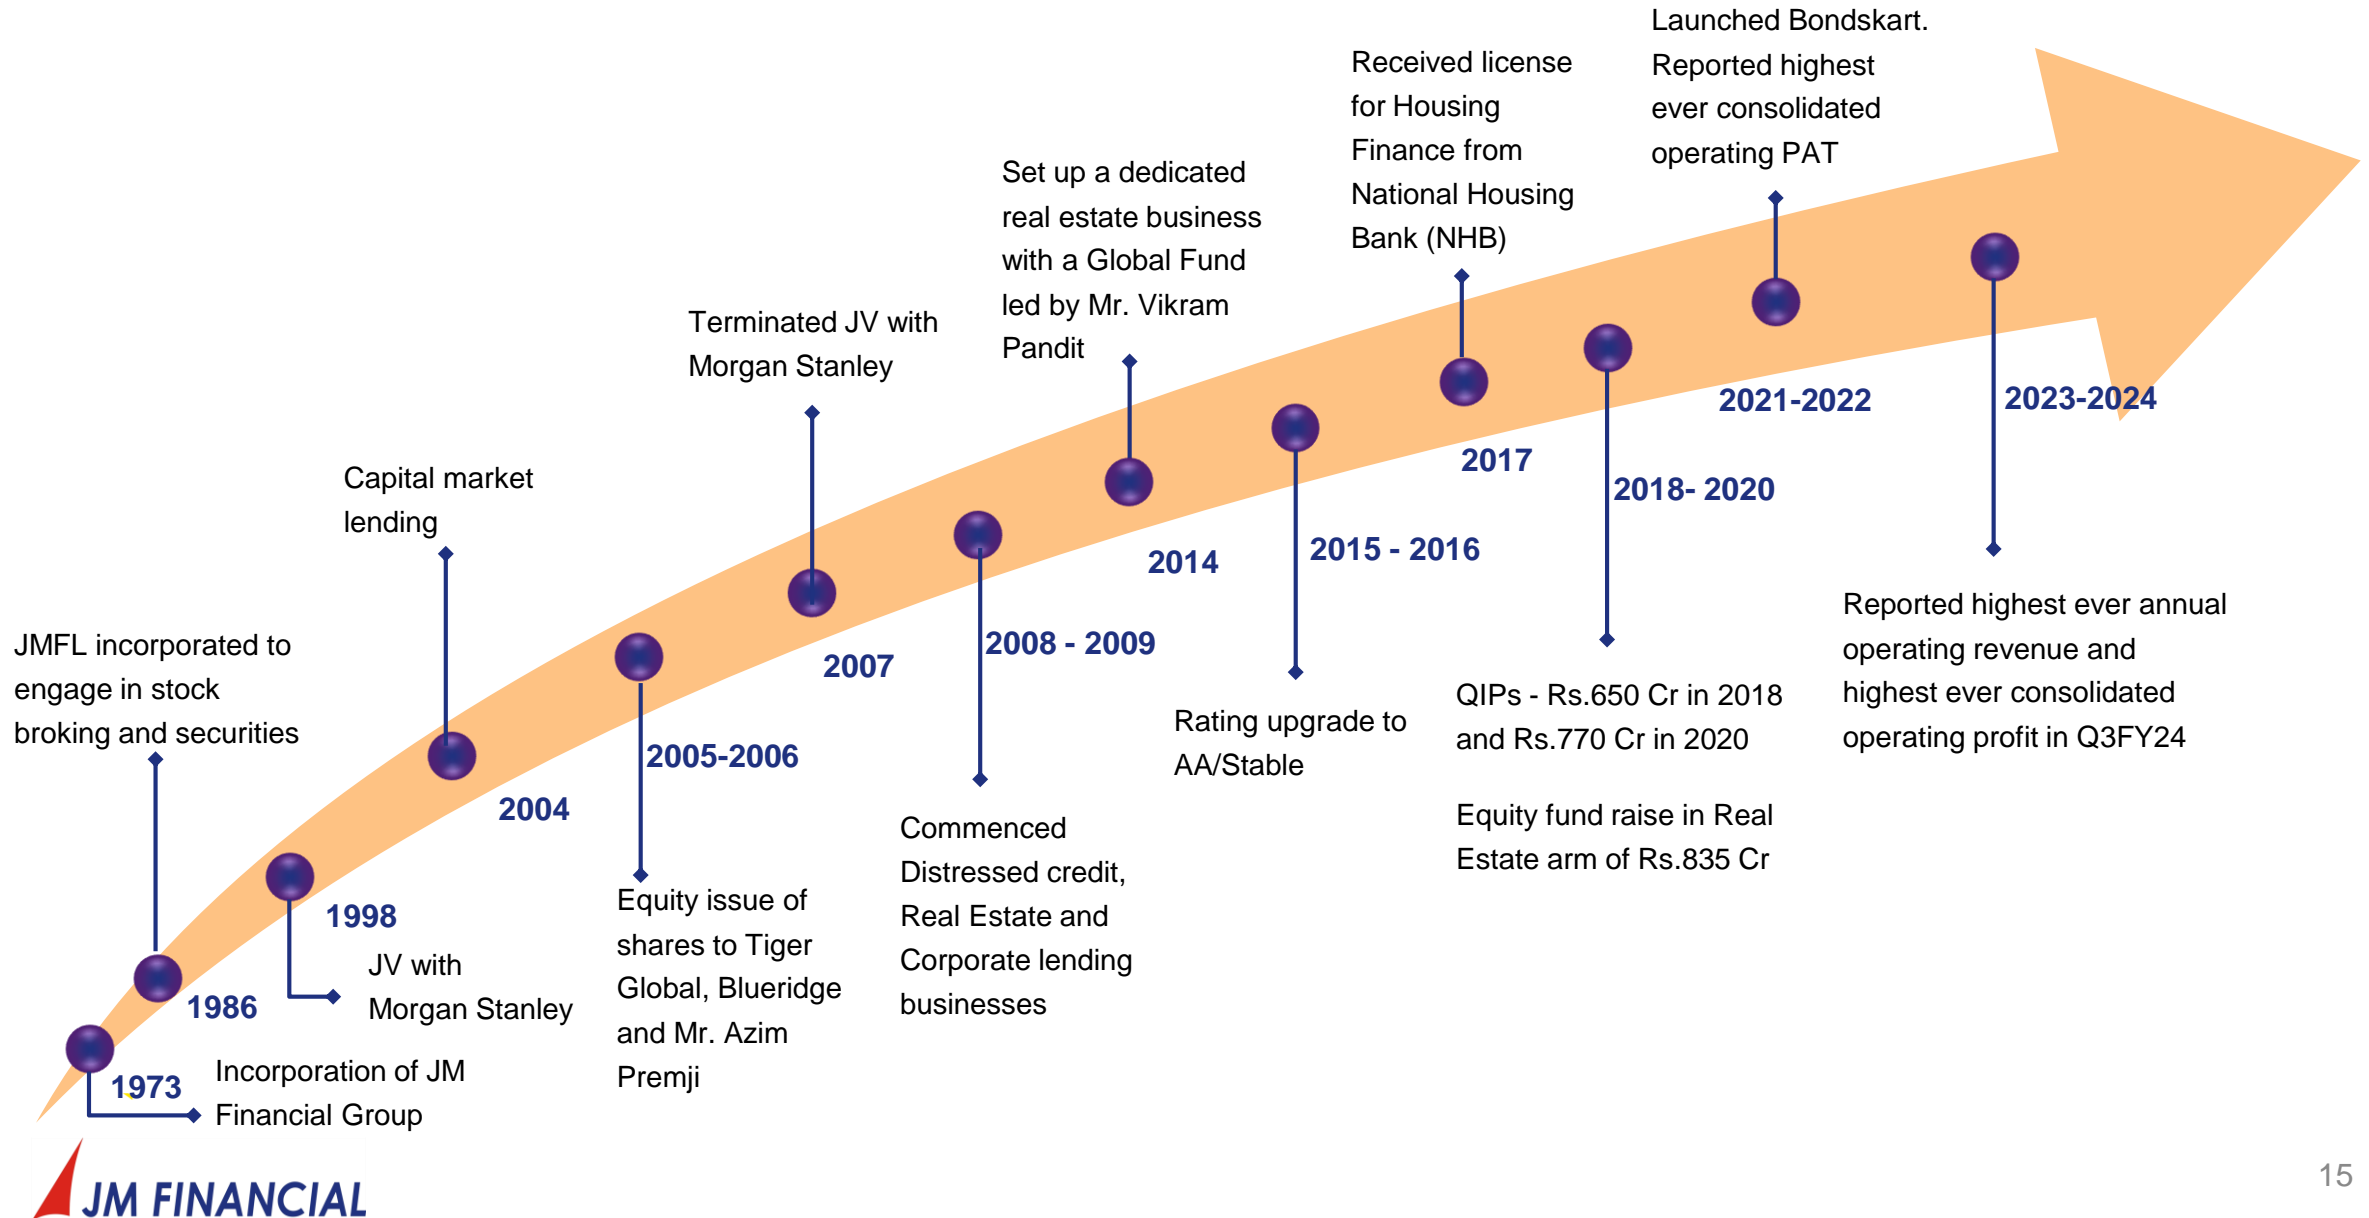 Launched Bondskart.
Reported highest
ever consolidated
operating PAT
Received license
for Housing
Finance from
National Housing
Bank (NHB)
Set up a dedicated
real estate business
with a Global Fund
led by Mr. Vikram
Pandit
Terminated JV with
Morgan Stanley
Capital market
lending
JMFL incorporated to
engage in stock
broking and securities
2023-2024
2021-2022
2018- 2020
2017
2015 - 2016
2014
2008 - 2009
2007
2005-2006
2004
1998
1986
1973
JV with
Morgan Stanley
Incorporation of JM
Financial Group
Equity issue of
shares to Tiger
Global, Blueridge
and Mr. Azim
Premji
Commenced
Distressed credit,
Real Estate and
Corporate lending
businesses
Rating upgrade to
AA/Stable
QIPs - Rs.650 Cr in 2018
and Rs.770 Cr in 2020
Equity fund raise in Real
Estate arm of Rs.835 Cr
Reported highest ever annual
operating revenue and
highest ever consolidated
operating profit in Q3FY24
JM FINANCIAL
15